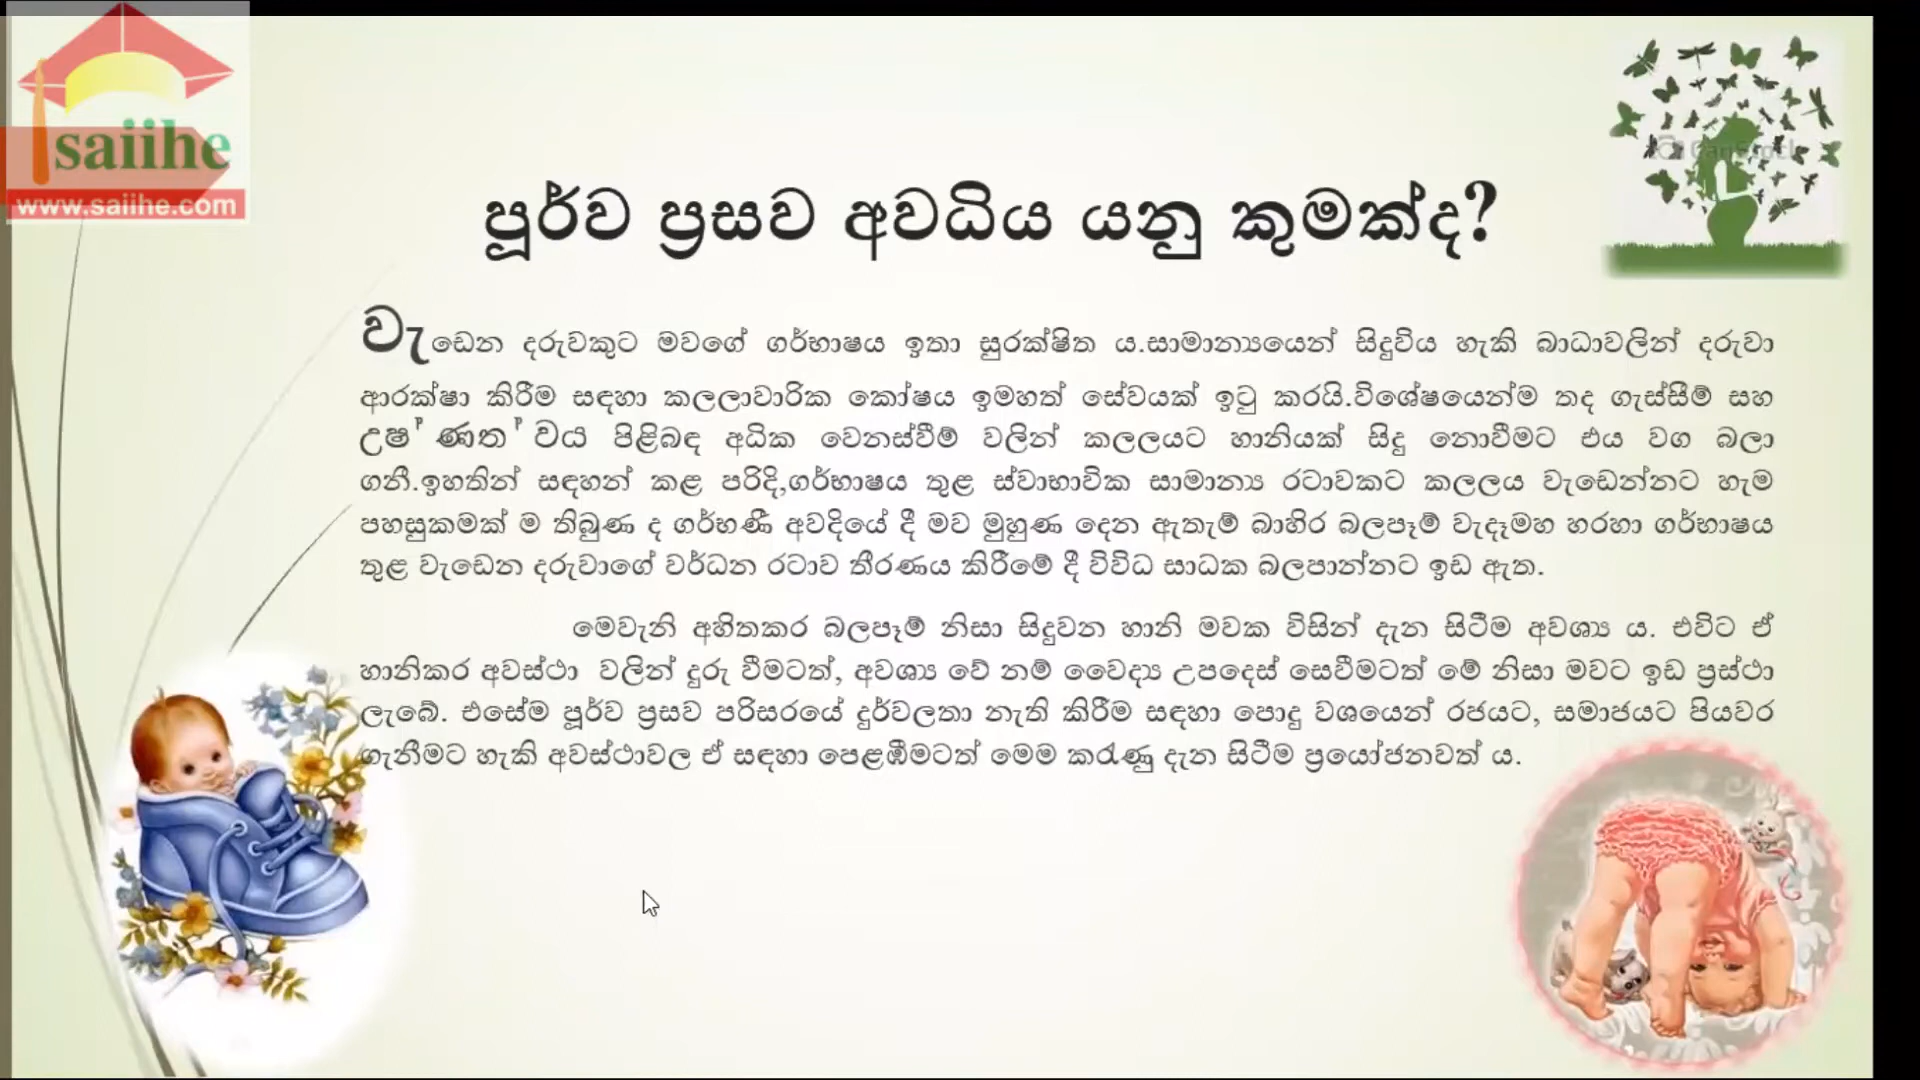 saiihe
www.saiihe.com
පූර්ව ප්‍රසව අවධිය යනු කුමක්ද?
වැඩෙන දරුවකුට මවගේ ගර්භාෂය ඉතා සුරක්ෂිත ය.සාමාන්‍යයෙන් සිදුවිය හැකි බාධාවලින් දරුවා
ආරක්ෂා කිරීම සඳහා කලලාවාරික කෝෂය ඉමහත් සේවයක් ඉටු කරයි.විශේෂයෙන්ම තද ගැස්සීම් සහ
උෂ් ණත් වය පිළිබඳ අධික වෙනස්වීම් වලින් කලලයට හානියක් සිදු නොවීමට එය වග බලා
ගනී.ඉහතින් සඳහන් කළ පරිදි,ගර්භාෂය තුළ ස්වාභාවික සාමාන්‍ය රටාවකට කලලය වැඩෙන්නට හැම
පහසුකමක් ම තිබුණ ද ගර්භණී අවදියේ දී මව මුහුණ දෙන ඇතැම් බාහිර බලපෑම් වැදෑමහ හරහා ගර්භාෂය
තුළ වැඩෙන දරුවාගේ වර්ධන රටාව තීරණය කිරීමේ දී විවිධ සාධක බලපාන්නට ඉඩ ඇත.
මෙවැනි අහිතකර බලපෑම් නිසා සිදුවන හානි මවක විසින් දැන සිටීම අවශ්‍ය ය. එවිට ඒ
හානිකර අවස්ථා වලින් දුරු වීමටත්, අවශ්‍ය වේ නම් වෛද්‍ය උපදෙස් සෙවීමටත් මේ නිසා මවට ඉඩ ප්‍රස්ථා
ලැබේ. එසේම පූර්ව ප්‍රසව පරිසරයේ දුර්වලතා නැති කිරීම සඳහා පොදු වශයෙන් රජයට, සමාජයට පියවර
ගැනීමට හැකි අවස්ථාවල ඒ සඳහා පෙළඹීමටත් මෙම කරැණු දැන සිටීම ප්‍රයෝජනවත් ය.